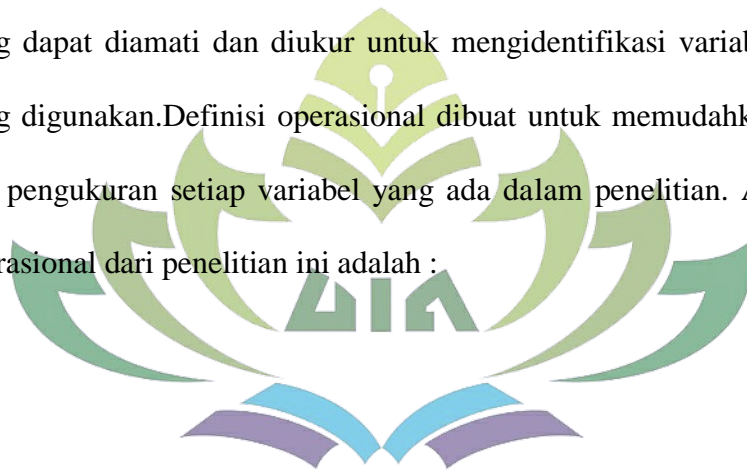 g dapat diamati dan diukur untuk mengidentifikasi variab
g digunakan.Definisi operasional dibuat untuk memudahk
pengukuran setiap variabel yang ada dalam penelitian. A
rasional dari penelitian ini adalah :
UIN